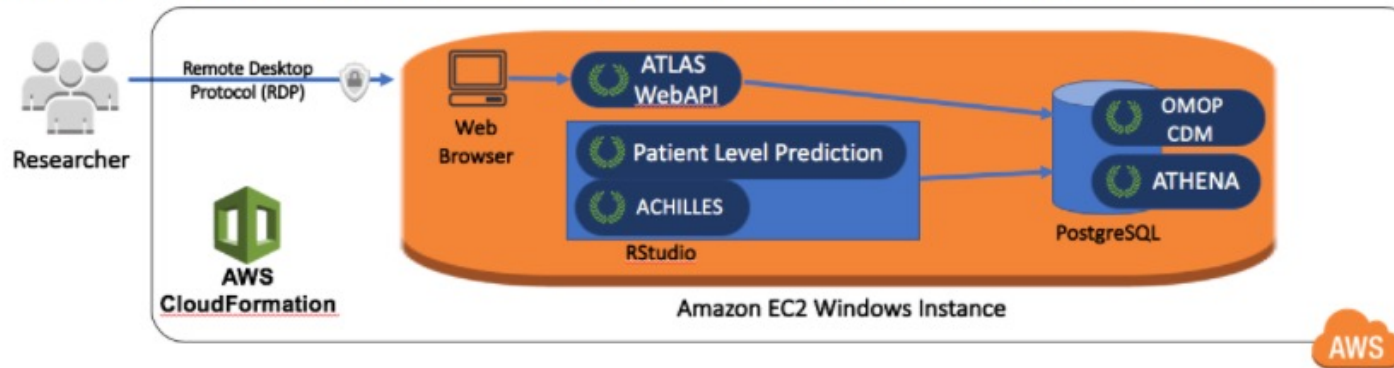 Remote Desktop
Protocol (RDP)
Researcher
AWS
CloudFormation
Web
Browser
ATLAS
WebAPI
Patient Level Prediction
ACHILLES
RStudio
OMOP
CDM
ATHENA
PostgreSQL
Amazon EC2 Windows Instance
AWS